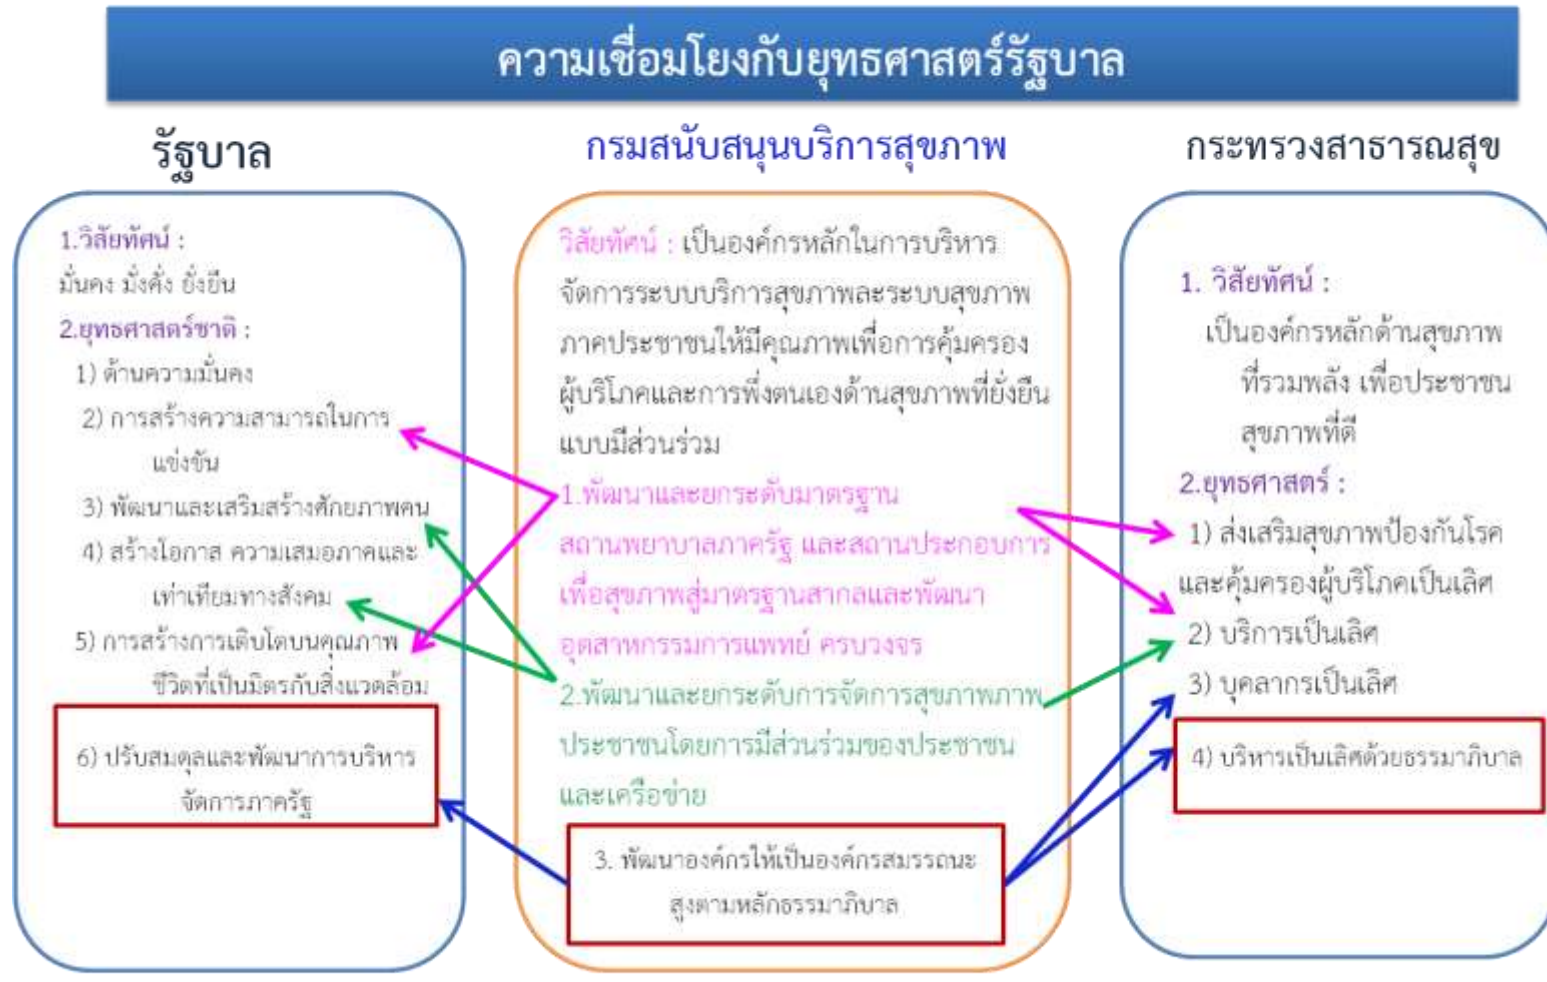 ความเชื่อมโยงกับยุทธศาสตร์รัฐบาล
รัฐบาล
1.วิสัยทัศน์ :
มั่นคง มั่งคั่ง ยั่งยืน
2.ยุทธศาสตร์ชาติ :
1) ด้านความมั่นคง
2) การสร้างความสามารถในการ
แข่งขัน
3) พัฒนาและเสริมสร้างศักยภาพคน
4) สร้างโอกาส ความเสมอภาคและ
เท่าเทียมทางสังคม
5) การสร้างการเติบโตบนคุณภาพ
ชีวิตที่เป็นมิตรกับสิ่งแวดล้อม
6) ปรับสมดุลและพัฒนาการบริหาร
จัดการภาครัฐ
กรมสนับสนุนบริการสุขภาพ
วิสัยทัศน์ : เป็นองค์กรหลักในการบริหาร
จัดการระบบบริการสุขภาพละระบบสุขภาพ
ภาคประชาชนให้มีคุณภาพเพื่อการคุ้มครอง
ผู้บริโภคและการพึ่งตนเองด้านสุขภาพที่ยั่งยืน
แบบมีส่วนร่วม
1.พัฒนาและยกระดับมาตรฐาน
สถานพยาบาลภาครัฐ และสถานประกอบการ
เพื่อสุขภาพสู่มาตรฐานสากลและพัฒนา
อุตสาหกรรมการแพทย์ ครบวงจร
2.พัฒนาและยกระดับการจัดการสุขภาพภาพ
ประชาชนโดยการมีส่วนร่วมของประชาชน
และเครือข่าย
3. พัฒนาองค์กรให้เป็นองค์กรสมรรถนะ
สูงตามหลักธรรมาภิบาล
กระทรวงสาธารณสุข
1. วิสัยทัศน์ :
เป็นองค์กรหลักด้านสุขภาพ
ที่รวมพลัง เพื่อประชาชน
สุขภาพที่ดี
2.ยุทธศาสตร์ :
1) ส่งเสริมสุขภาพป้องกันโรค
และคุ้มครองผู้บริโภคเป็นเลิศ
2) บริการเป็นเลิศ
3) บุคลากรเป็นเลิศ
4) บริหารเป็นเลิศด้วยธรรมาภิบาล